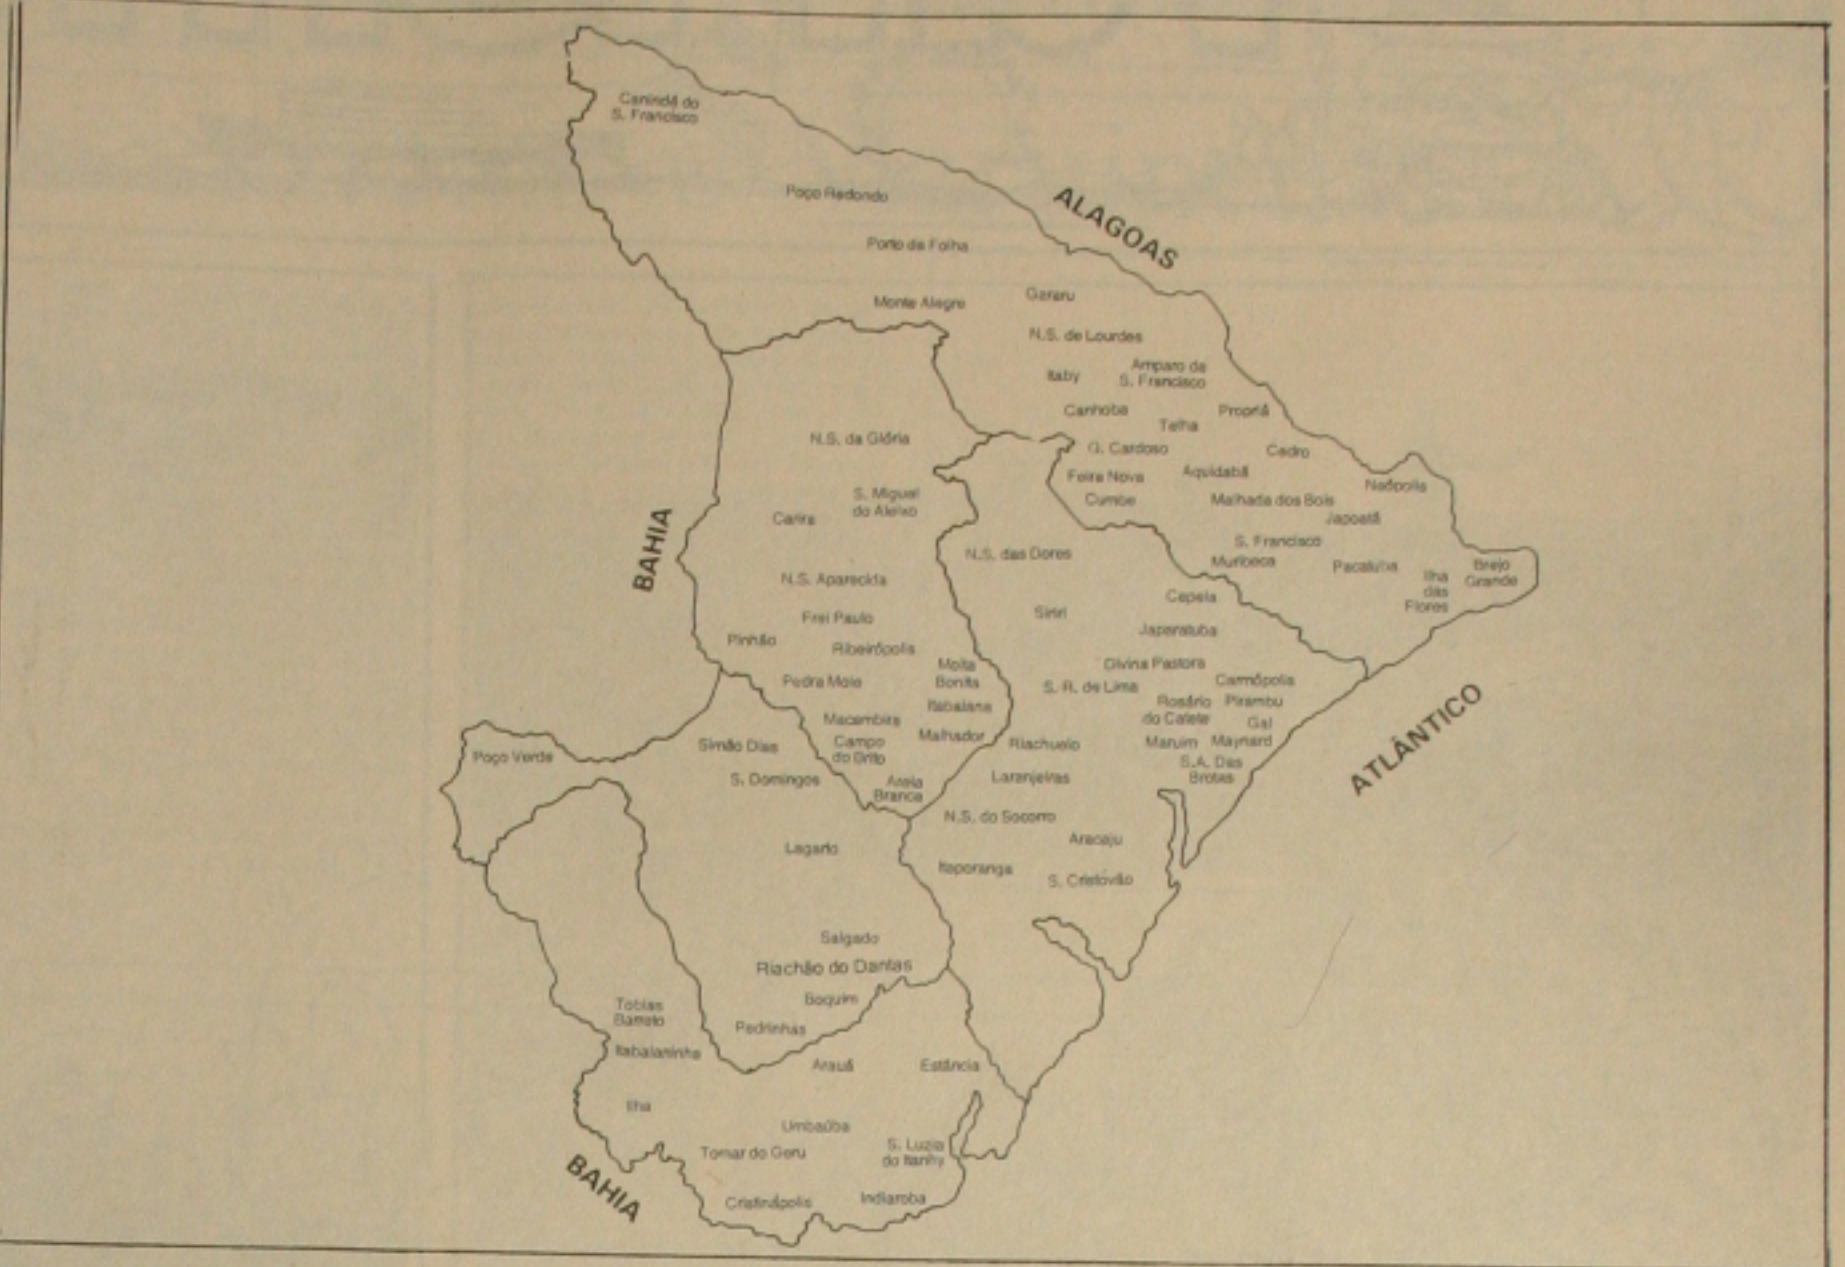 Canindé do
S. Francisco
Poço Redondo
ALAGOAS
Porto da Folha
Monte Alegre
Gararu
N.S. de Lourdes
Itaby
Amparo de
S. Francisco
Canhoba
Propriá
Telha
N.S. da Glória
G. Cardoso
Cedro
Feira Nova
Aquidabã
Neópolis
S. Miguel
do Aleixo
Cumbe
Malhada dos Bois
Carira
Japoatã
BAHIA
N.S. das Dores
S. Francisco
Muribeca
Pacatuba
Ilha
das
Flores
Brejo
Grande
N.S. Aparecida
Capela
Frei Paulo
Siriri
Japaratuba
Pinhão
Ribeirópolis
Moita
Bonita
Divina Pastora
Pedra Mole
S. R. de Lima
Carmópolis
Itabaiana
Rosário
do Catete
Pirambu
Macambira
Gal
Maynard
Malhador
Riachuelo
Maruim
Campo
do Brito
Simão Dias
Poço Verde
S.A. Das
Brotas
ATLÂNTICO
S. Domingos
Areia
Branca
Laranjeiras
N.S. do Socorro
Aracaju
Lagarto
Itaporanga
S. Cristóvão
Salgado
Riachão do Dantas
Boquim
Tobias
Barreto
Pedrinhas
Itabaianinha
Arauá
Estância
Ilha
Umbaúba
Tomar do Geru
S. Luzia
do Itanhy
BAHIA
Cristinápolis
Indiaroba